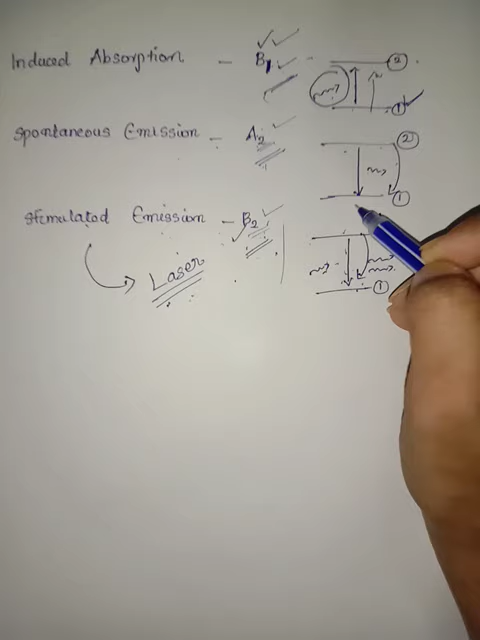 Induced Absorption - B1 - ②
①
Spontaneous Emission - A2 ②
①
Stimulated Emission - B2
Laser ①